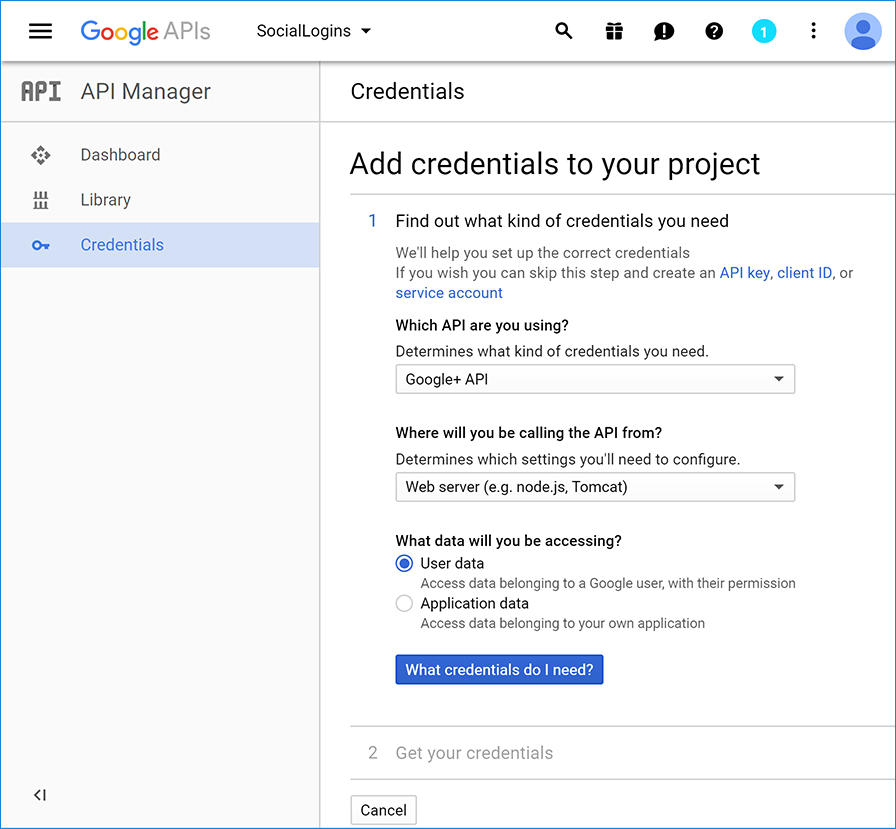 Google APIs
SocialLogins
1
API
API Manager
Credentials
Dashboard
Library
Credentials
Add credentials to your project
1 Find out what kind of credentials you need
We'll help you set up the correct credentials
If you wish you can skip this step and create an API key, client ID, or
service account
Which API are you using?
Determines what kind of credentials you need.
Google+ API
Where will you be calling the API from?
Determines which settings you'll need to configure.
Web server (e.g. node.js, Tomcat)
What data will you be accessing?
User data
Access data belonging to a Google user, with their permission
Application data
Access data belonging to your own application
What credentials do I need?
2 Get your credentials
Cancel